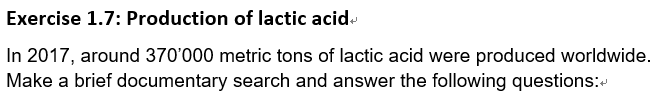 Exercise 1.7: Production of lactic acid
In 2017, around 370’000 metric tons of lactic acid were produced worldwide.
Make a brief documentary search and answer the following questions: